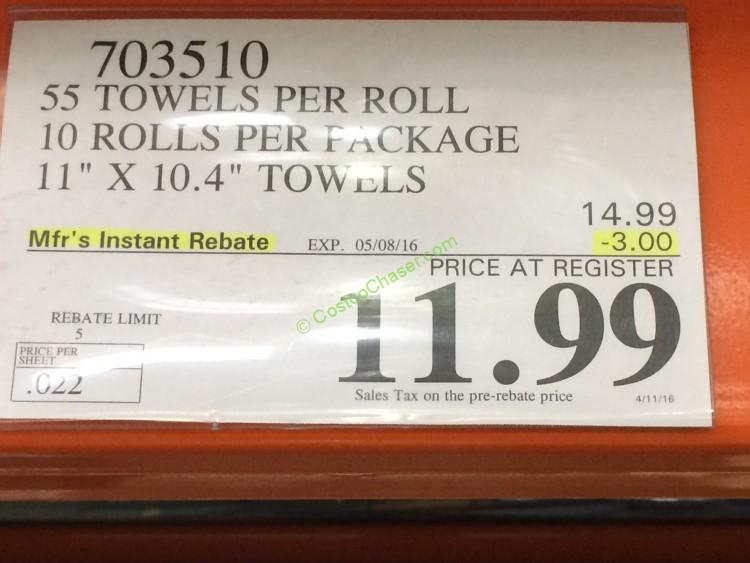 703510
55 TOWELS PER ROLL
10 ROLLS PER PACKAGE
11" X 10.4" TOWELS
14.99
Mfr's Instant Rebate EXP. 05/08/16 -3.00
PRICE AT REGISTER
11.99
© CostcoChaser.com
REBATE LIMIT
5
PRICE PER
SHEET
.022
Sales Tax on the pre-rebate price
4/11/16